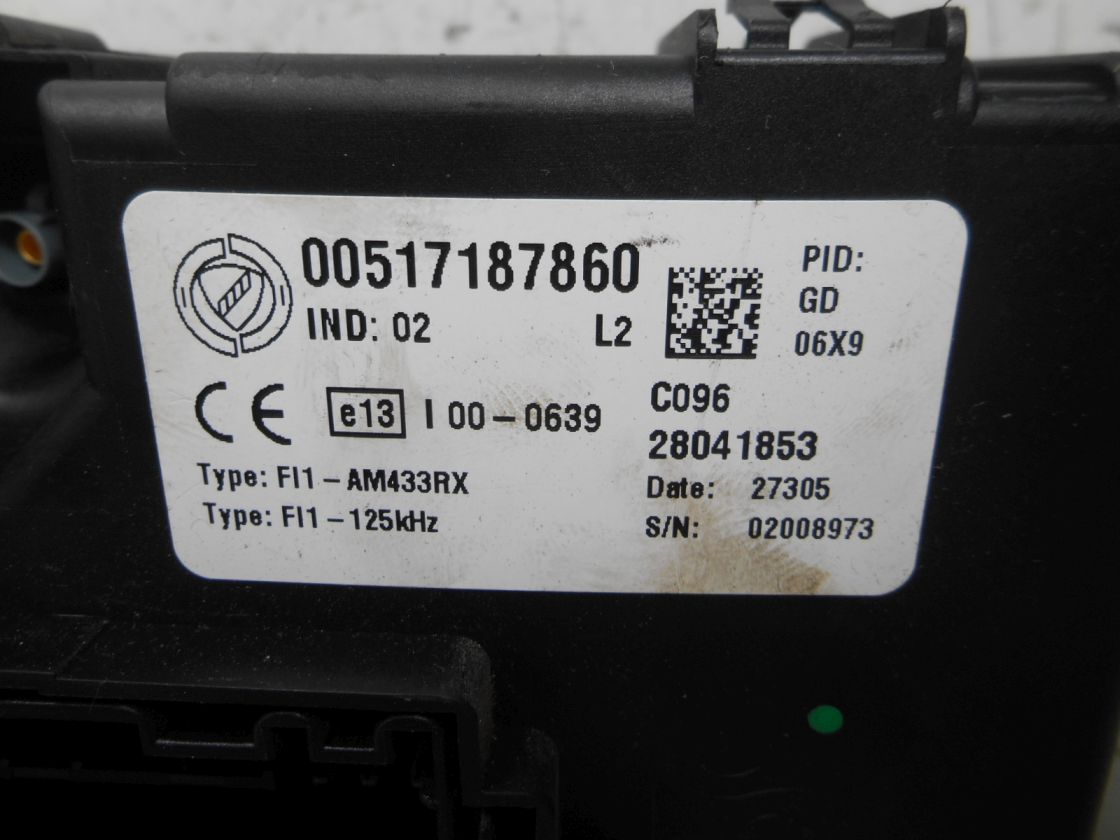 00517187860
IND: 02 L2
PID:
GD
06X9
CE e13 I 00-0639
C096
28041853
Type: FI1-AM433RX
Type: FI1-125kHz
Date: 27305
S/N: 02008973